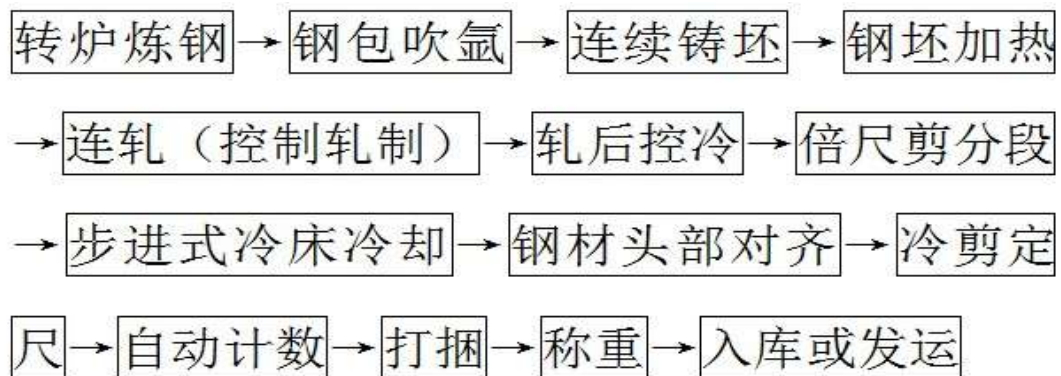 转炉炼钢→钢包吹氩→连续铸坯→钢坯加热
→连轧（控制轧制）→轧后控冷→倍尺剪分段
→步进式冷床冷却→钢材头部对齐→冷剪定
尺→自动计数→打捆→称重→入库或发运